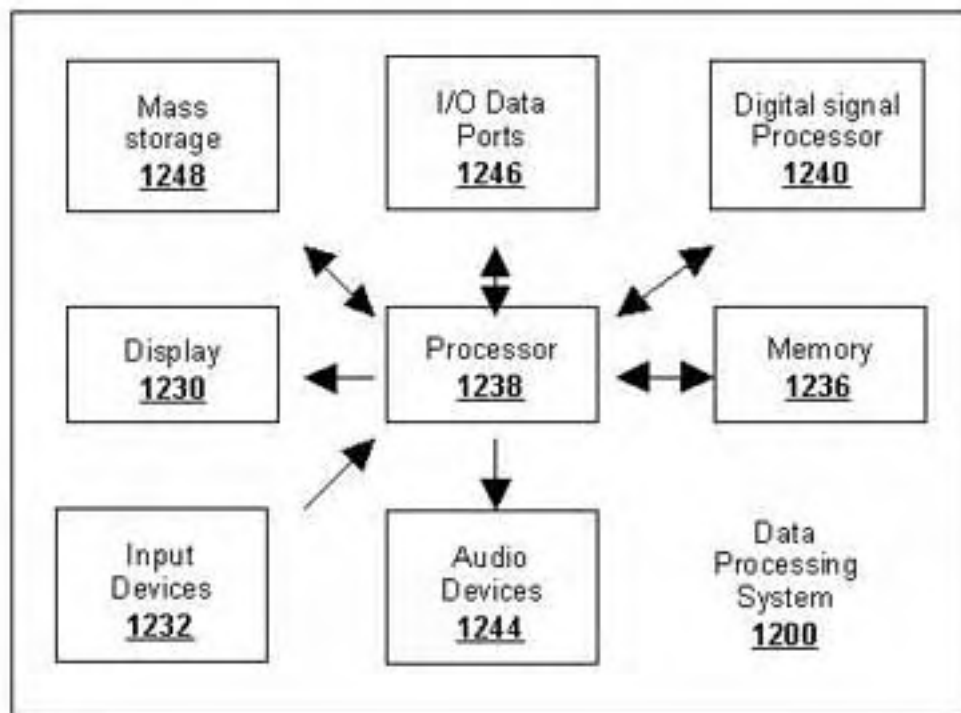 Mass
storage
1248
I/O Data
Ports
1246
Digital signal
Processor
1240
Display
1230
Processor
1238
Memory
1236
Input
Devices
1232
Audio
Devices
1244
Data
Processing
System
1200